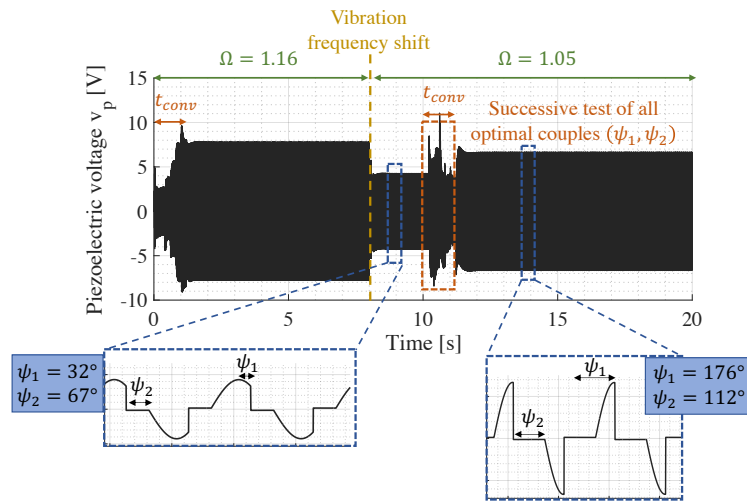 Vibration
frequency shift
Ω = 1.16
Ω = 1.05
Piezoelectric voltage v_p [V]
15
10
5
0
-5
-10
t_conv
t_conv
Successive test of all
optimal couples (ψ₁, ψ₂)
0
5
10
15
20
Time [s]
ψ₁ = 32°
ψ₂ = 67°
ψ₂
ψ₁
ψ₁
ψ₂
ψ₁ = 176°
ψ₂ = 112°